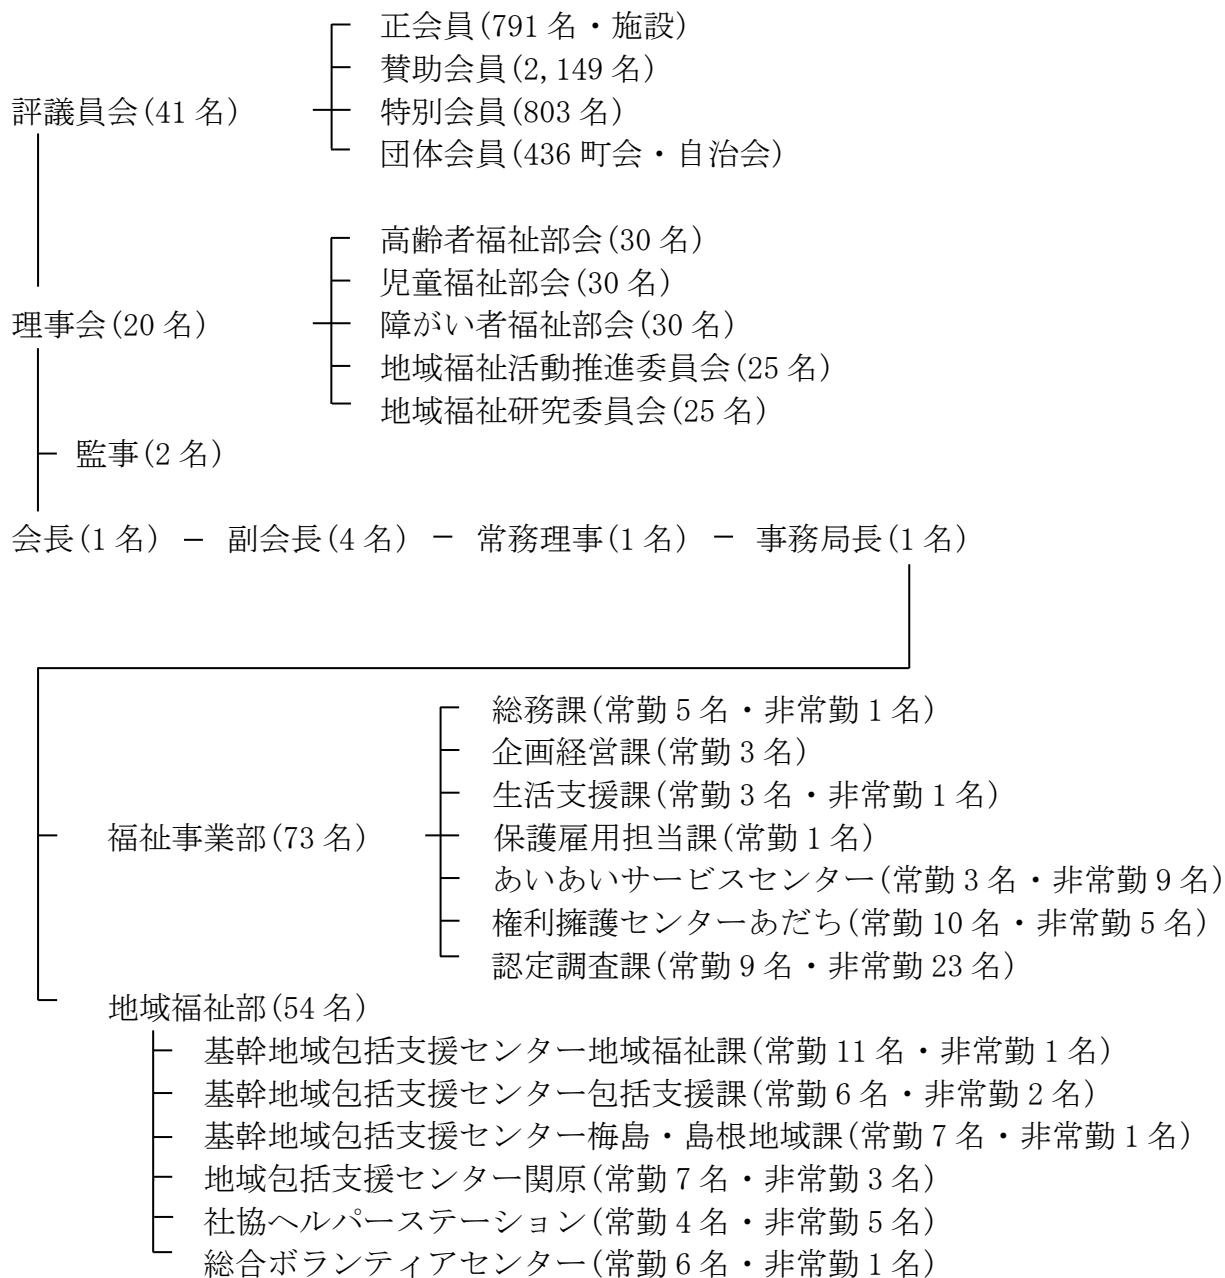 正会員(791名・施設)
賛助会員(2,149名)
評議員会(41名) 特別会員(803名)
団体会員(436町会・自治会)
高齢者福祉部会(30名)
児童福祉部会(30名)
理事会(20名) 障がい者福祉部会(30名)
地域福祉活動推進委員会(25名)
地域福祉研究委員会(25名)
監事(2名)
会長(1名) － 副会長(4名) － 常務理事(1名) － 事務局長(1名)
総務課(常勤5名・非常勤1名)
企画経営課(常勤3名)
生活支援課(常勤3名・非常勤1名)
福祉事業部(73名) 保護雇用担当課(常勤1名)
あいあいサービスセンター(常勤3名・非常勤9名)
権利擁護センターあだち(常勤10名・非常勤5名)
認定調査課(常勤9名・非常勤23名)
地域福祉部(54名)
基幹地域包括支援センター地域福祉課(常勤11名・非常勤1名)
基幹地域包括支援センター包括支援課(常勤6名・非常勤2名)
基幹地域包括支援センター梅島・島根地域課(常勤7名・非常勤1名)
地域包括支援センター関原(常勤7名・非常勤3名)
社協ヘルパーステーション(常勤4名・非常勤5名)
総合ボランティアセンター(常勤6名・非常勤1名)